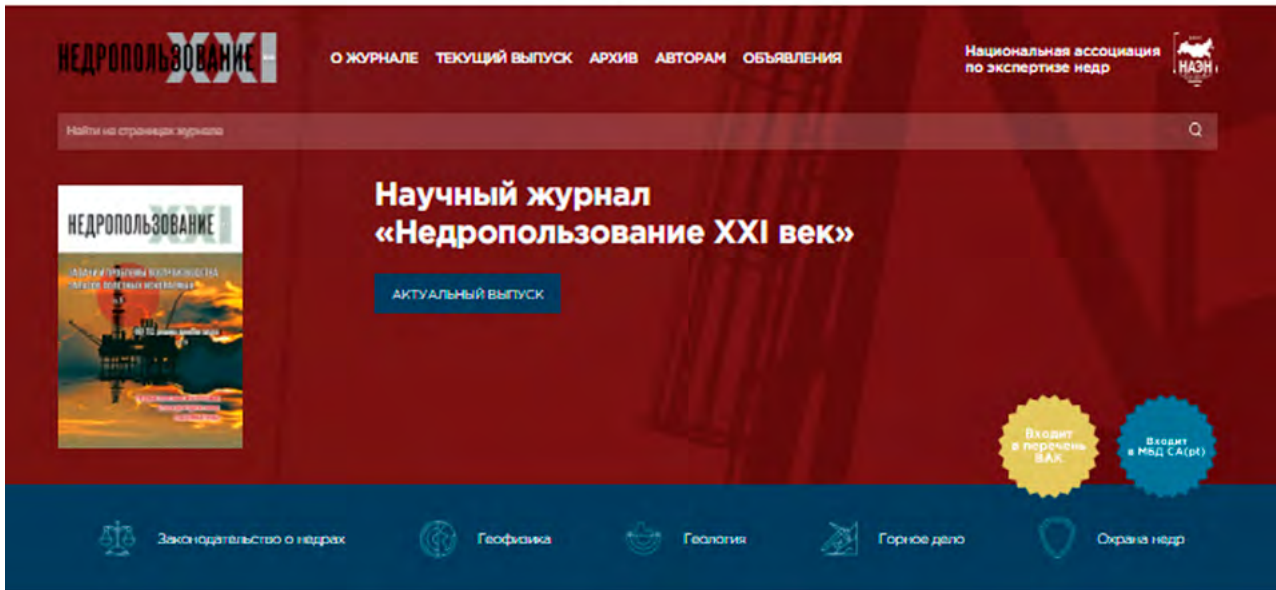 НЕДРОПОЛЬЗОВАНИЕ XXI
О ЖУРНАЛЕ ТЕКУЩИЙ ВЫПУСК АРХИВ АВТОРАМ ОБЪЯВЛЕНИЯ
Национальная ассоциация
по экспертизе недр
НАЭН
Найти на страницах журнала
НЕДРОПОЛЬЗОВАНИЕ
XXI
Научный журнал
«Недропользование XXI век»
АКТУАЛЬНЫЙ ВЫПУСК
Входит
в перечень
ВАК
Входит
в МБД CA(pt)
Законодательство о недрах
Геофизика
Геология
Горное дело
Охрана недр